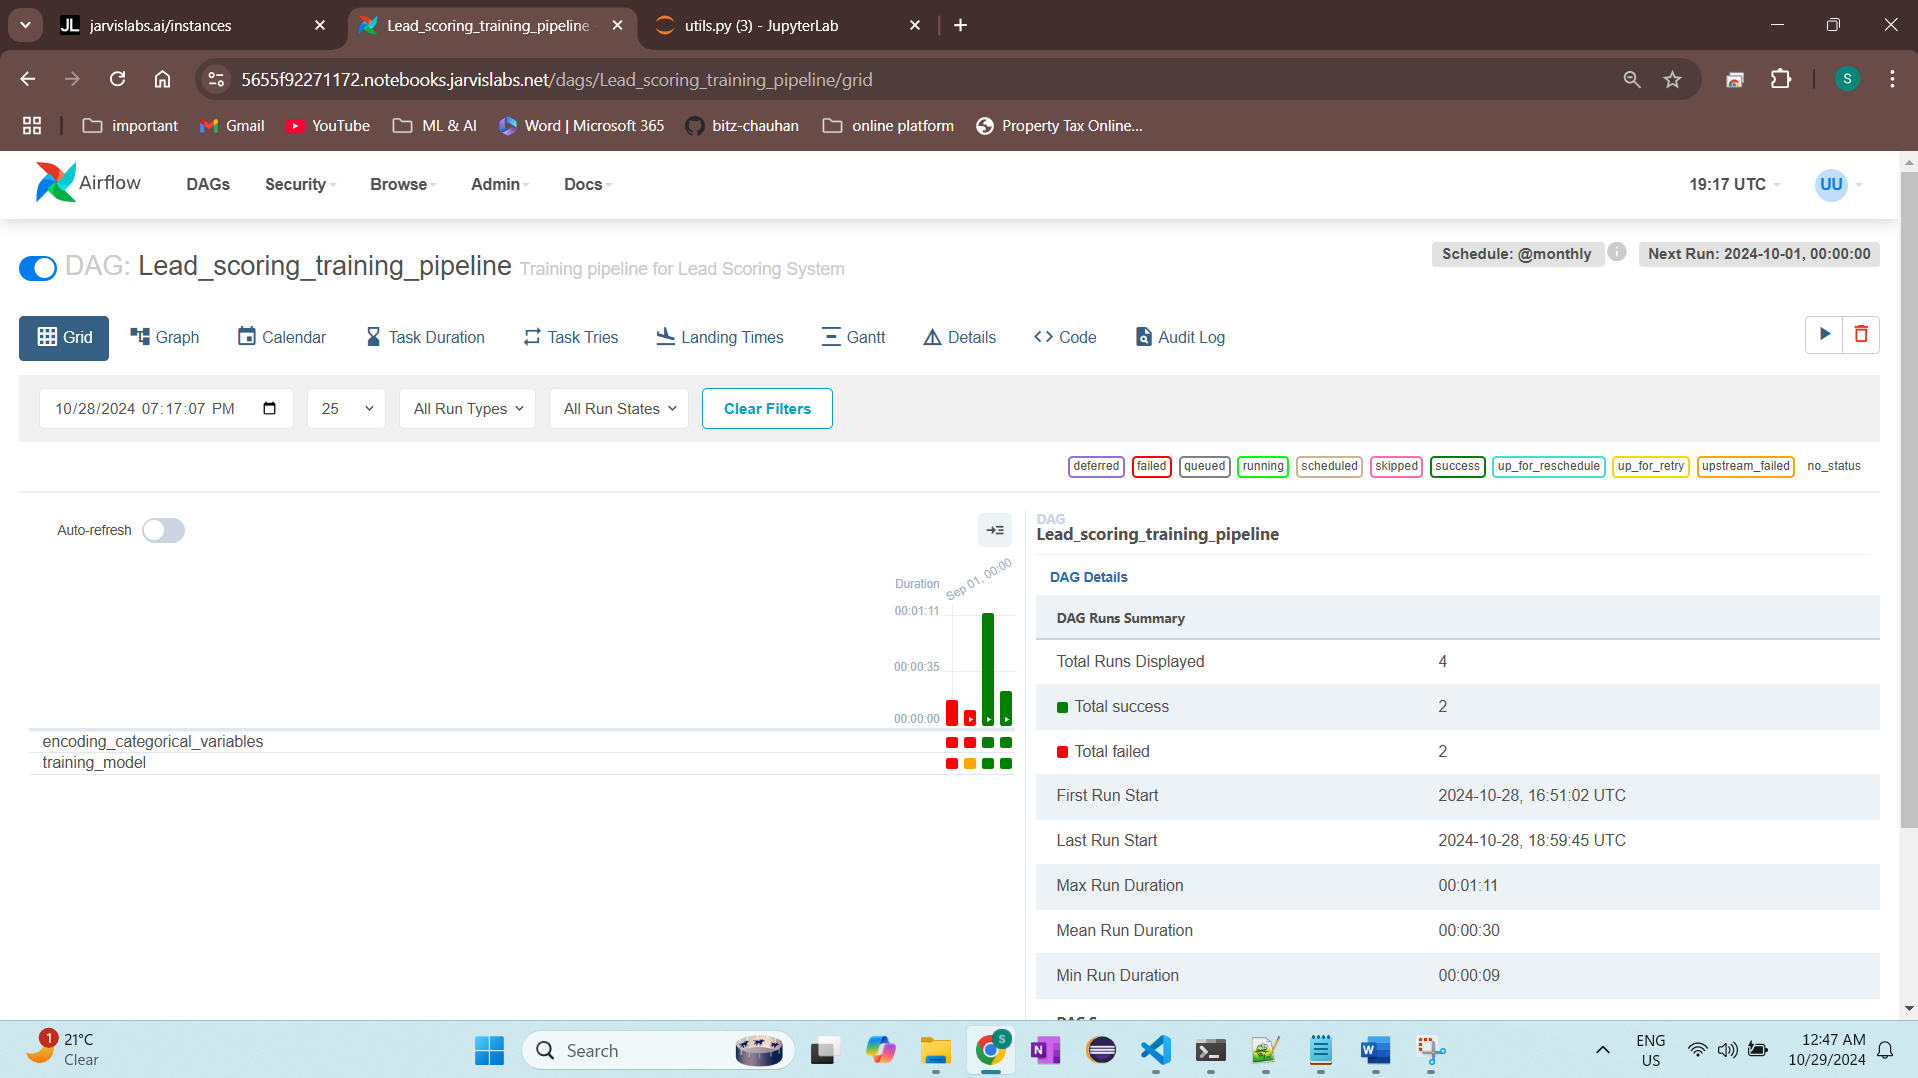 jarvislabs.ai/instances
Lead_scoring_training_pipeline
utils.py (3) - JupyterLab
5655f92271172.notebooks.jarvislabs.net/dags/Lead_scoring_training_pipeline/grid
S
important
Gmail
YouTube
ML & AI
Word | Microsoft 365
bitz-chauhan
online platform
Property Tax Online...
Airflow
DAGs
Security
Browse
Admin
Docs
19:17 UTC
UU
DAG: Lead_scoring_training_pipeline Training pipeline for Lead Scoring System
Schedule: @monthly
Next Run: 2024-10-01, 00:00:00
Grid
Graph
Calendar
Task Duration
Task Tries
Landing Times
Gantt
Details
Code
Audit Log
10/28/2024 07:17:07 PM
25
All Run Types
All Run States
Clear Filters
deferred
failed
queued
running
scheduled
skipped
success
up_for_reschedule
up_for_retry
upstream_failed
no_status
Auto-refresh
Duration
Sep 01, 00:00
00:01:11
00:00:35
00:00:00
encoding_categorical_variables
training_model
DAG
Lead_scoring_training_pipeline
DAG Details
DAG Runs Summary
Total Runs Displayed 4
Total success 2
Total failed 2
First Run Start 2024-10-28, 16:51:02 UTC
Last Run Start 2024-10-28, 18:59:45 UTC
Max Run Duration 00:01:11
Mean Run Duration 00:00:30
Min Run Duration 00:00:09
1
21°C
Clear
Search
S
ENG
US
12:47 AM
10/29/2024